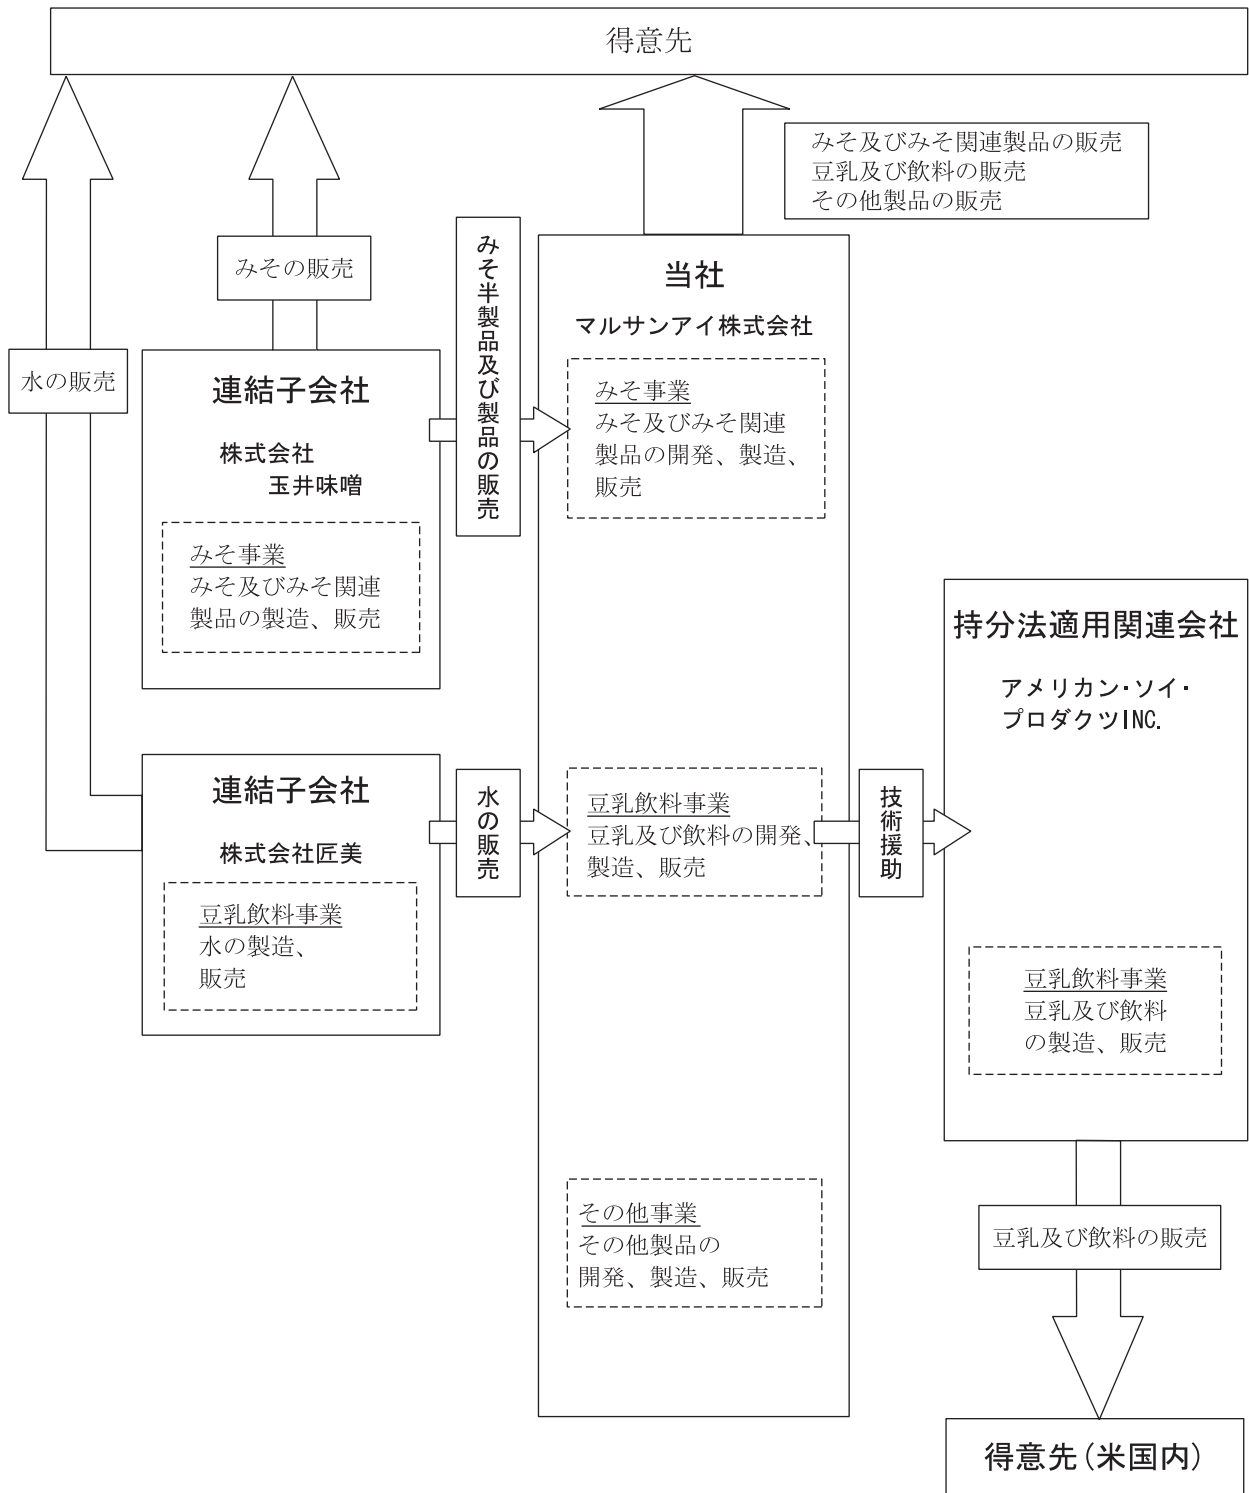 得意先
みそ及びみそ関連製品の販売
豆乳及び飲料の販売
その他製品の販売
みその販売
水の販売
連結子会社
株式会社
玉井味噌
みそ事業
みそ及びみそ関連
製品の製造、販売
みそ半製品及び製品の販売
当社
マルサンアイ株式会社
みそ事業
みそ及びみそ関連
製品の開発、製造、
販売
連結子会社
株式会社匠美
豆乳飲料事業
水の製造、
販売
水の販売
豆乳飲料事業
豆乳及び飲料の開発、
製造、販売
その他事業
その他製品の
開発、製造、販売
技術援助
持分法適用関連会社
アメリカン・ソイ・
プロダクツINC.
豆乳飲料事業
豆乳及び飲料
の製造、販売
豆乳及び飲料の販売
得意先(米国内)